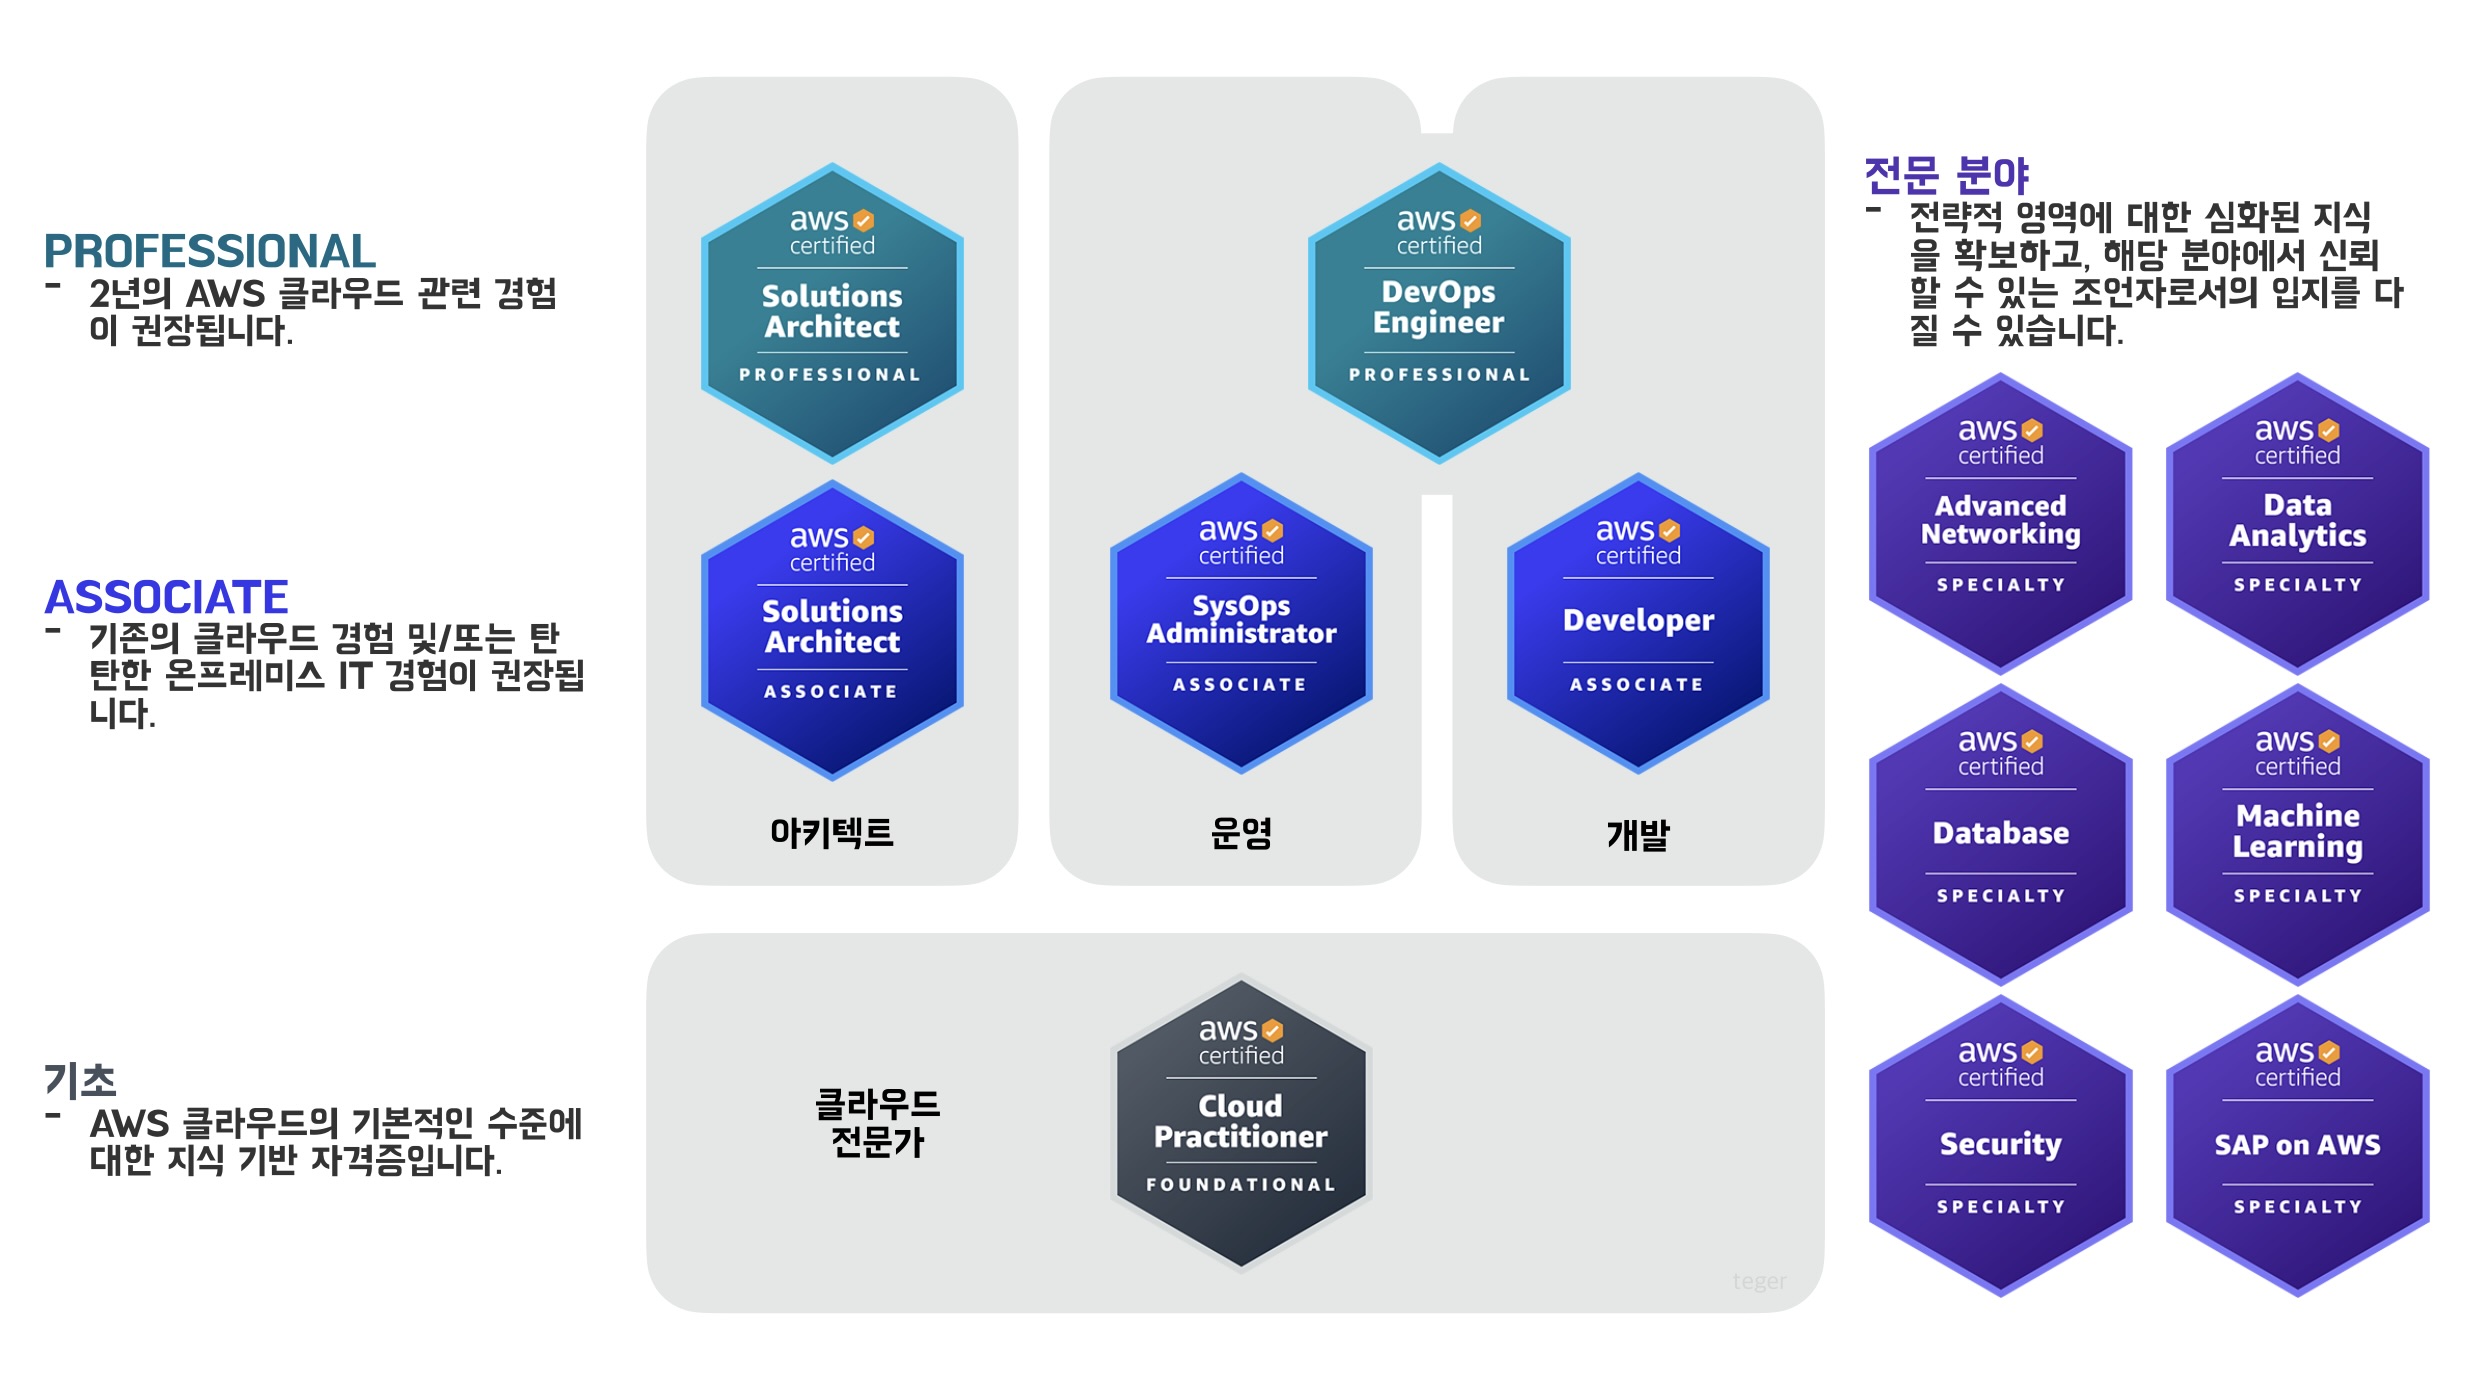 PROFESSIONAL
- 2년의 AWS 클라우드 관련 경험
이 권장됩니다.
ASSOCIATE
- 기존의 클라우드 경험 및/또는 탄
탄한 온프레미스 IT 경험이 권장됩
니다.
기초
- AWS 클라우드의 기본적인 수준에
대한 지식 기반 자격증입니다.
aws
certified
Solutions
Architect
PROFESSIONAL
aws
certified
DevOps
Engineer
PROFESSIONAL
aws
certified
Solutions
Architect
ASSOCIATE
aws
certified
SysOps
Administrator
ASSOCIATE
aws
certified
Developer
ASSOCIATE
아키텍트
운영
개발
클라우드
전문가
aws
certified
Cloud
Practitioner
FOUNDATIONAL
teger
전문 분야
- 전략적 영역에 대한 심화된 지식
을 확보하고, 해당 분야에서 신뢰
할 수 있는 조언자로서의 입지를 다
질 수 있습니다.
aws
certified
Advanced
Networking
SPECIALTY
aws
certified
Data
Analytics
SPECIALTY
aws
certified
Database
SPECIALTY
aws
certified
Machine
Learning
SPECIALTY
aws
certified
Security
SPECIALTY
aws
certified
SAP on AWS
SPECIALTY